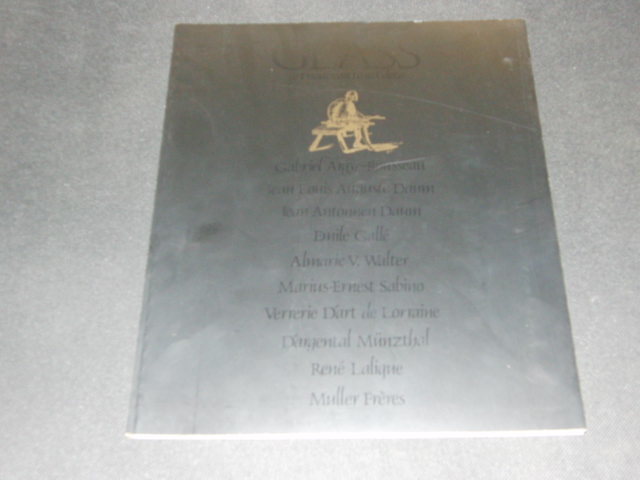 GLASS
Gabriel Argy-Rousseau
Jean Louis Auguste Daum
Jean Antoneen Daum
Emile Gallé
Almaric V. Walter
Marius-Ernest Sabino
Verrerie D'art de Lorraine
D'argental Münzthal
René Lalique
Muller Frères